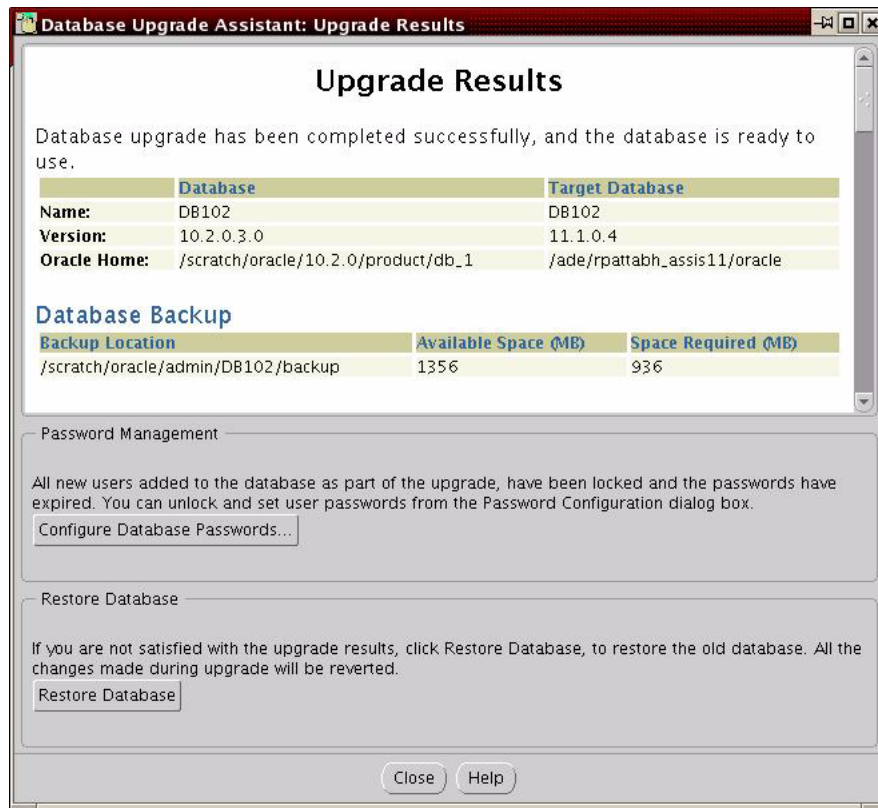 Database Upgrade Assistant: Upgrade Results
Upgrade Results
Database upgrade has been completed successfully, and the database is ready to
use.
Database Target Database
Name: DB102 DB102
Version: 10.2.0.3.0 11.1.0.4
Oracle Home: /scratch/oracle/10.2.0/product/db_1 /ade/rpattabh_assis11/oracle
Database Backup
Backup Location Available Space (MB) Space Required (MB)
/scratch/oracle/admin/DB102/backup 1356 936
Password Management
All new users added to the database as part of the upgrade, have been locked and the passwords have
expired. You can unlock and set user passwords from the Password Configuration dialog box.
Configure Database Passwords...
Restore Database
If you are not satisfied with the upgrade results, click Restore Database, to restore the old database. All the
changes made during upgrade will be reverted.
Restore Database
Close Help